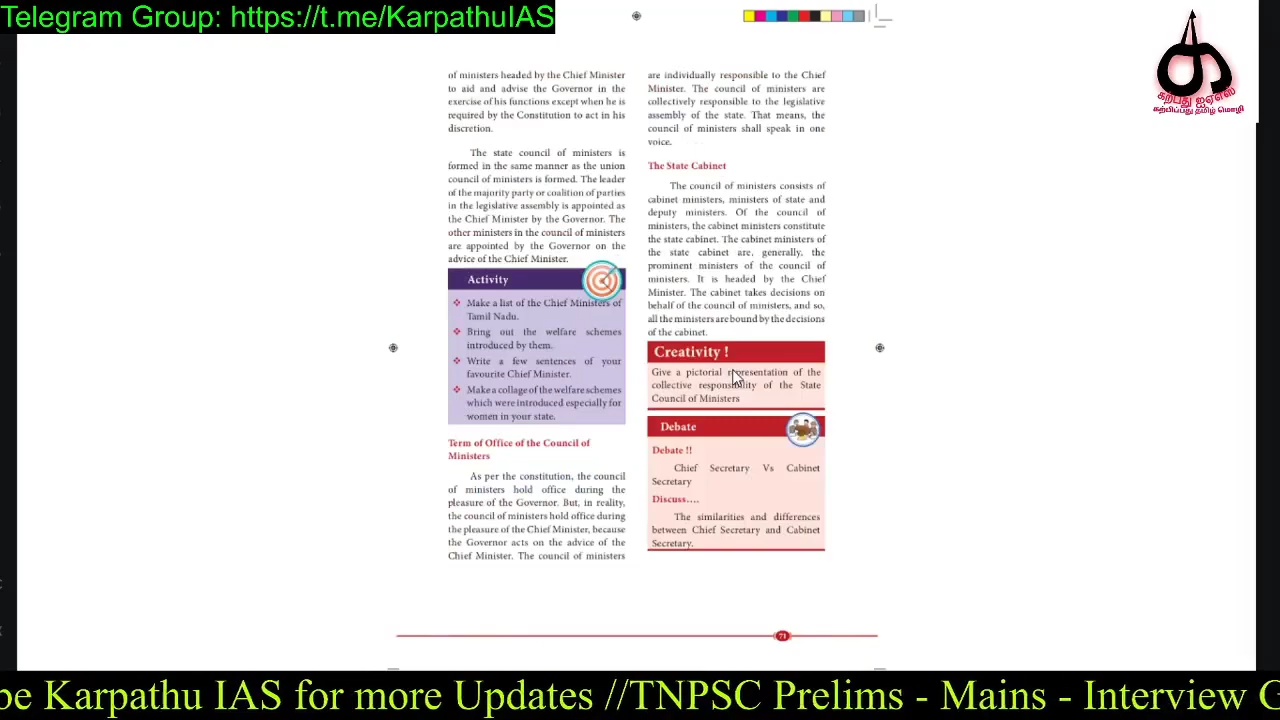 Telegram Group: https://t.me/KarpathuIAS
கற்பது ஐஏஎஸ்
கற்பிப்பது தமிழ் மொழி
of ministers headed by the Chief Minister
to aid and advise the Governor in the
exercise of his functions except when he is
required by the Constitution to act in his
discretion.
The state council of ministers is
formed in the same manner as the union
council of ministers is formed. The leader
of the majority party or coalition of parties
in the legislative assembly is appointed as
the Chief Minister by the Governor. The
other ministers in the council of ministers
are appointed by the Governor on the
advice of the Chief Minister.
Activity
❖ Make a list of the Chief Ministers of
Tamil Nadu.
❖ Bring out the welfare schemes
introduced by them.
❖ Write a few sentences of your
favourite Chief Minister.
❖ Make a collage of the welfare schemes
which were introduced especially for
women in your state.
Term of Office of the Council of
Ministers
As per the constitution, the council
of ministers hold office during the
pleasure of the Governor. But, in reality,
the council of ministers hold office during
the pleasure of the Chief Minister, because
the Governor acts on the advice of the
Chief Minister. The council of ministers
are individually responsible to the Chief
Minister. The council of ministers are
collectively responsible to the legislative
assembly of the state. That means, the
council of ministers shall speak in one
voice.
The State Cabinet
The council of ministers consists of
cabinet ministers, ministers of state and
deputy ministers. Of the council of
ministers, the cabinet ministers constitute
the state cabinet. The cabinet ministers of
the state cabinet are, generally, the
prominent ministers of the council of
ministers. It is headed by the Chief
Minister. The cabinet takes decisions on
behalf of the council of ministers, and so,
all the ministers are bound by the decisions
of the cabinet.
Creativity !
Give a pictorial representation of the
collective responsibility of the State
Council of Ministers
Debate
Debate !!
Chief Secretary Vs Cabinet
Secretary
Discuss....
The similarities and differences
between Chief Secretary and Cabinet
Secretary.
71
be Karpathu IAS for more Updates //TNPSC Prelims - Mains - Interview G